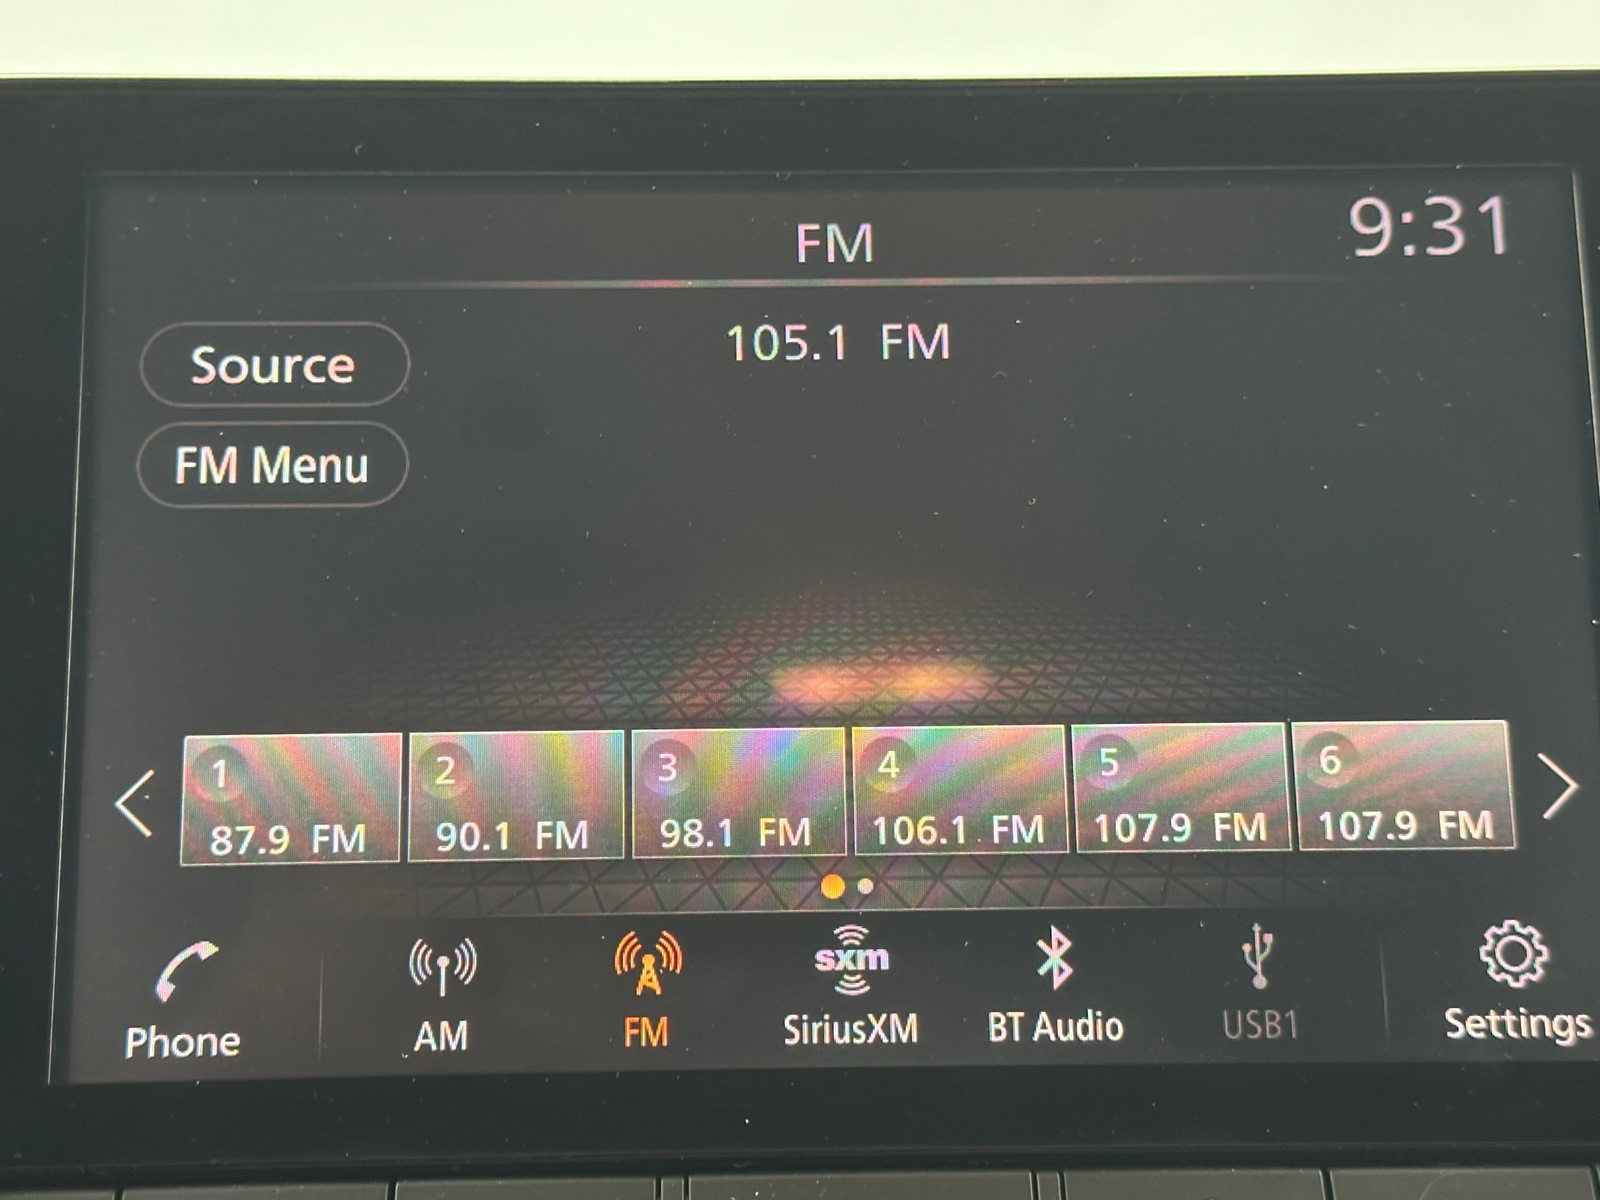 FM
9:31
105.1 FM
Source
FM Menu
1
87.9 FM
2
90.1 FM
3
98.1 FM
4
106.1 FM
5
107.9 FM
6
107.9 FM
Phone
AM
FM
sxm
SiriusXM
BT Audio
USB1
Settings